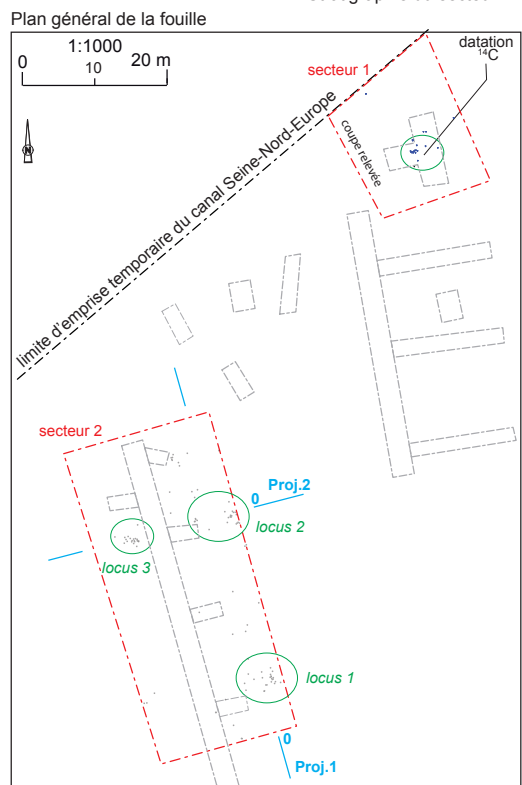 Plan général de la fouille
1:1000
0 10 20 m
N
secteur 1
datation
14C
limite d'emprise temporaire du canal Seine-Nord-Europe
coupe relevée
secteur 2
Proj.2
0
locus 2
locus 3
locus 1
0
Proj.1